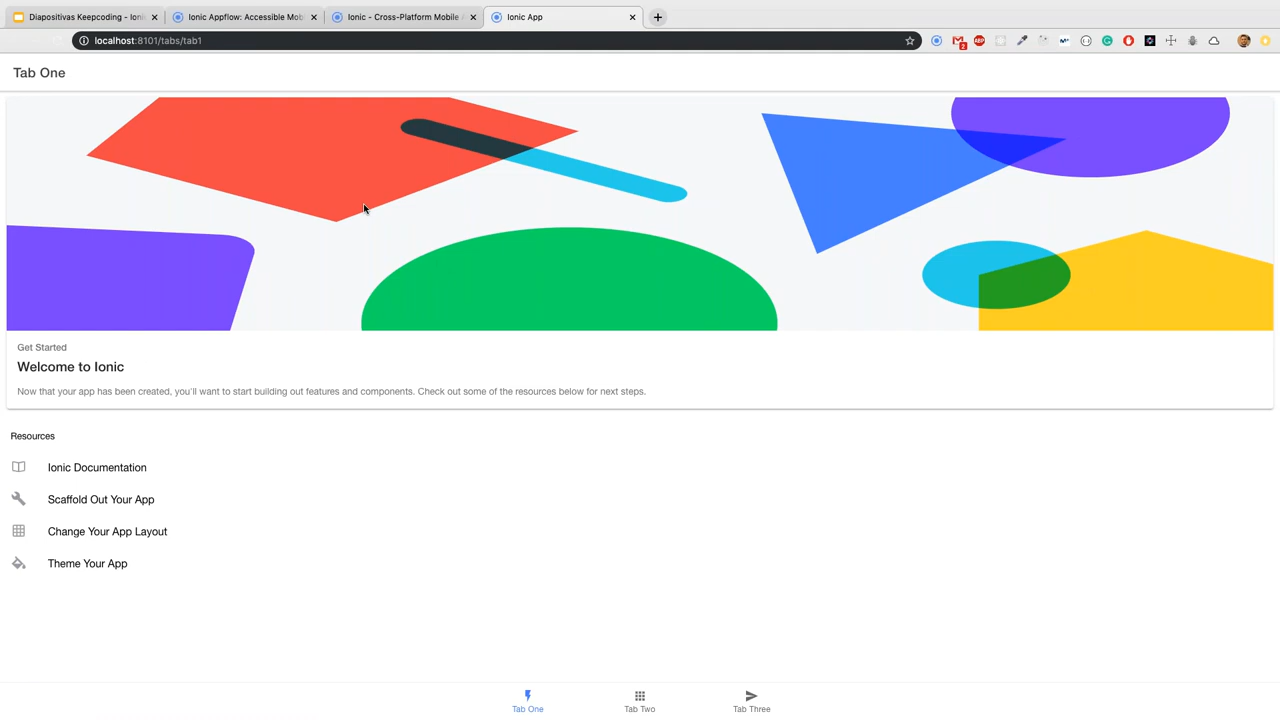 Diapositivas Keepcoding - Ioni
Ionic Appflow: Accessible Mob
Ionic - Cross-Platform Mobile A
Ionic App
localhost:8101/tabs/tab1
2
ABP
Tab One
Get Started
Welcome to Ionic
Now that your app has been created, you'll want to start building out features and components. Check out some of the resources below for next steps.
Resources
Ionic Documentation
Scaffold Out Your App
Change Your App Layout
Theme Your App
Tab One
Tab Two
Tab Three